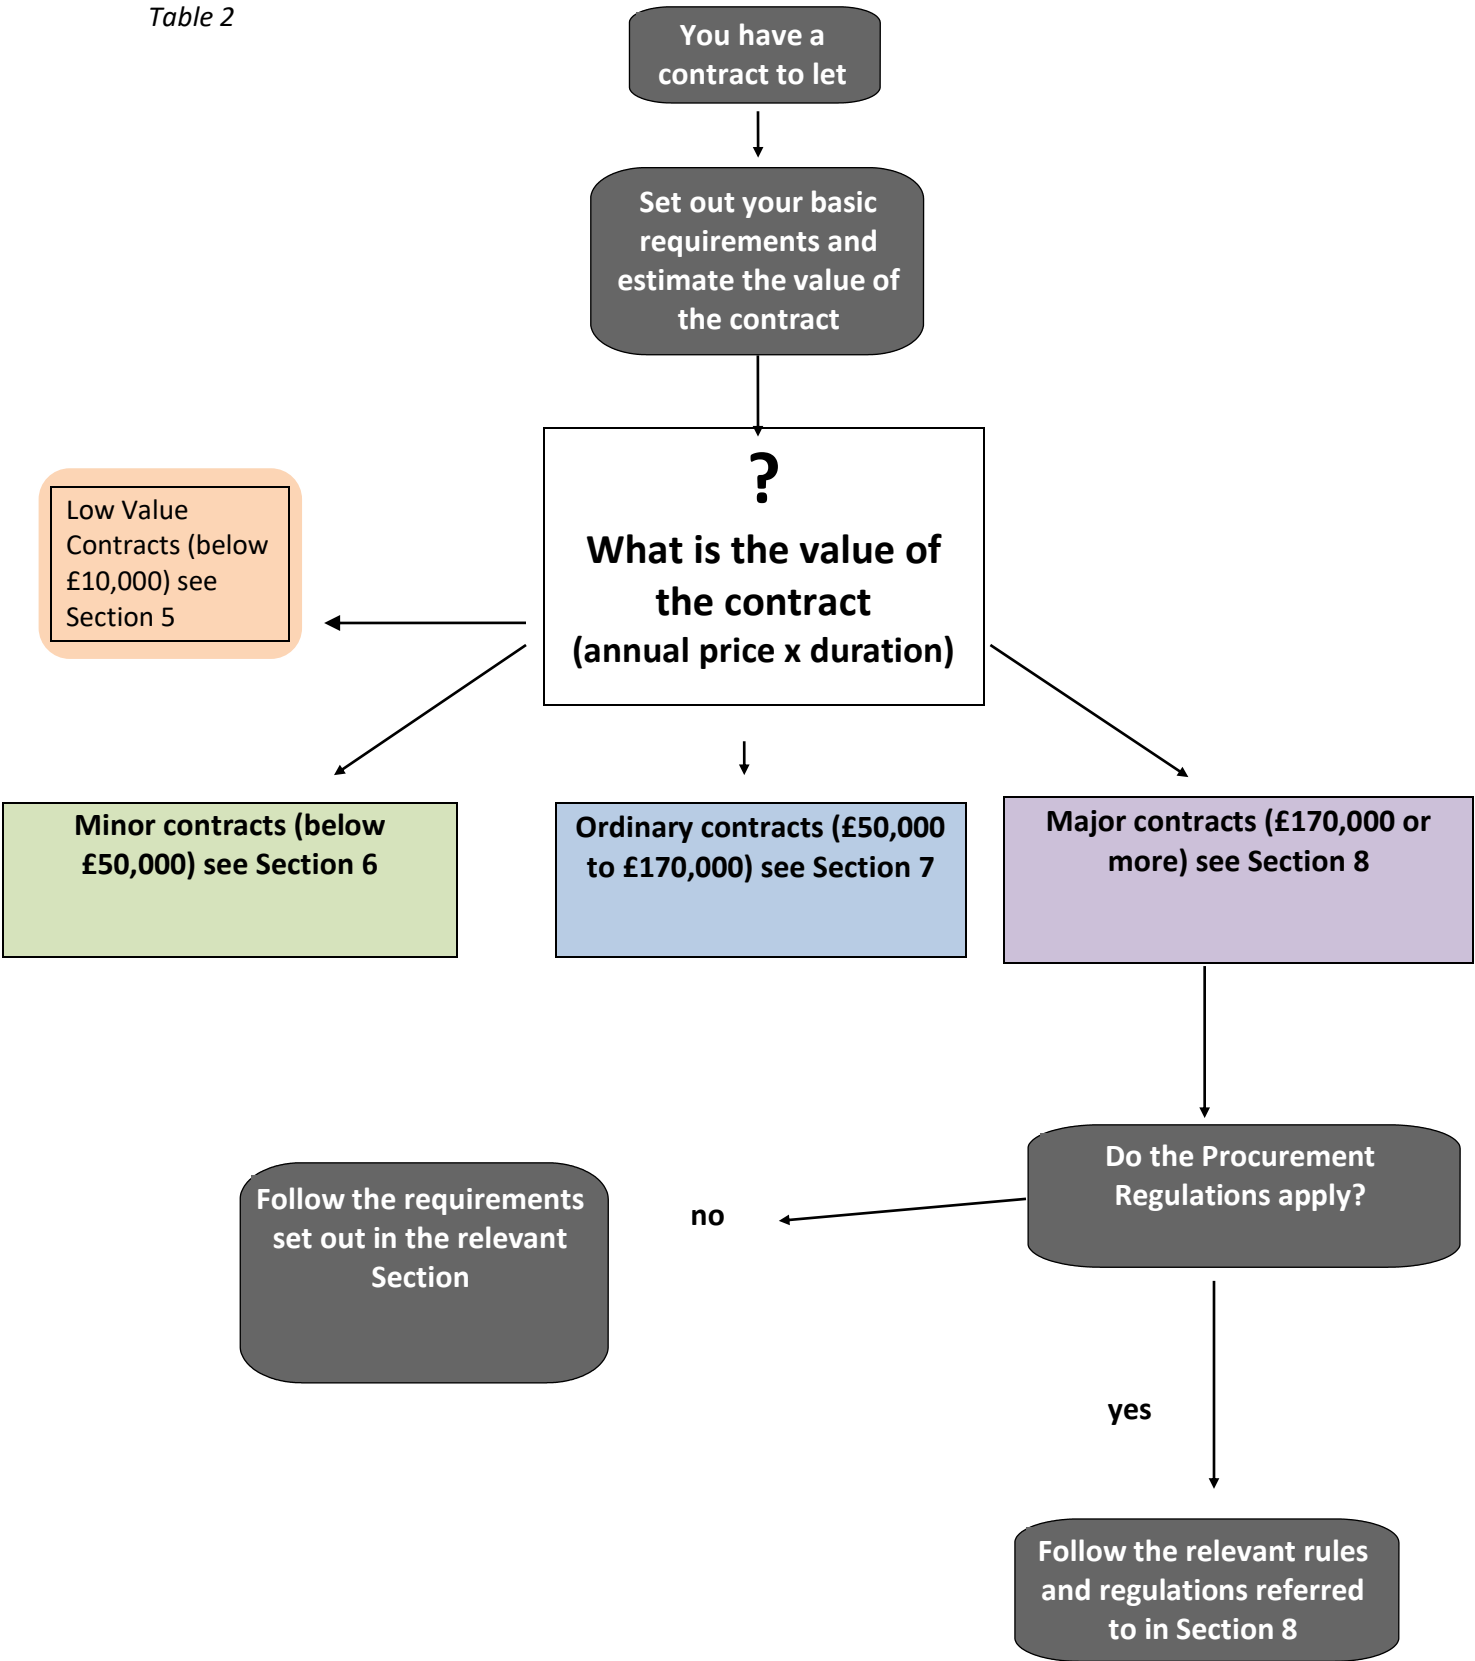 Table 2
You have a
contract to let
Set out your basic
requirements and
estimate the value of
the contract
?
What is the value of
the contract
(annual price x duration)
Low Value
Contracts (below
£10,000) see
Section 5
Minor contracts (below
£50,000) see Section 6
Ordinary contracts (£50,000
to £170,000) see Section 7
Major contracts (£170,000 or
more) see Section 8
Do the Procurement
Regulations apply?
no
Follow the requirements
set out in the relevant
Section
yes
Follow the relevant rules
and regulations referred
to in Section 8